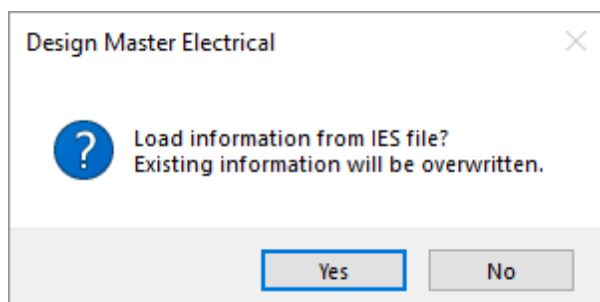 Design Master Electrical
?
Load information from IES file?
Existing information will be overwritten.
Yes
No